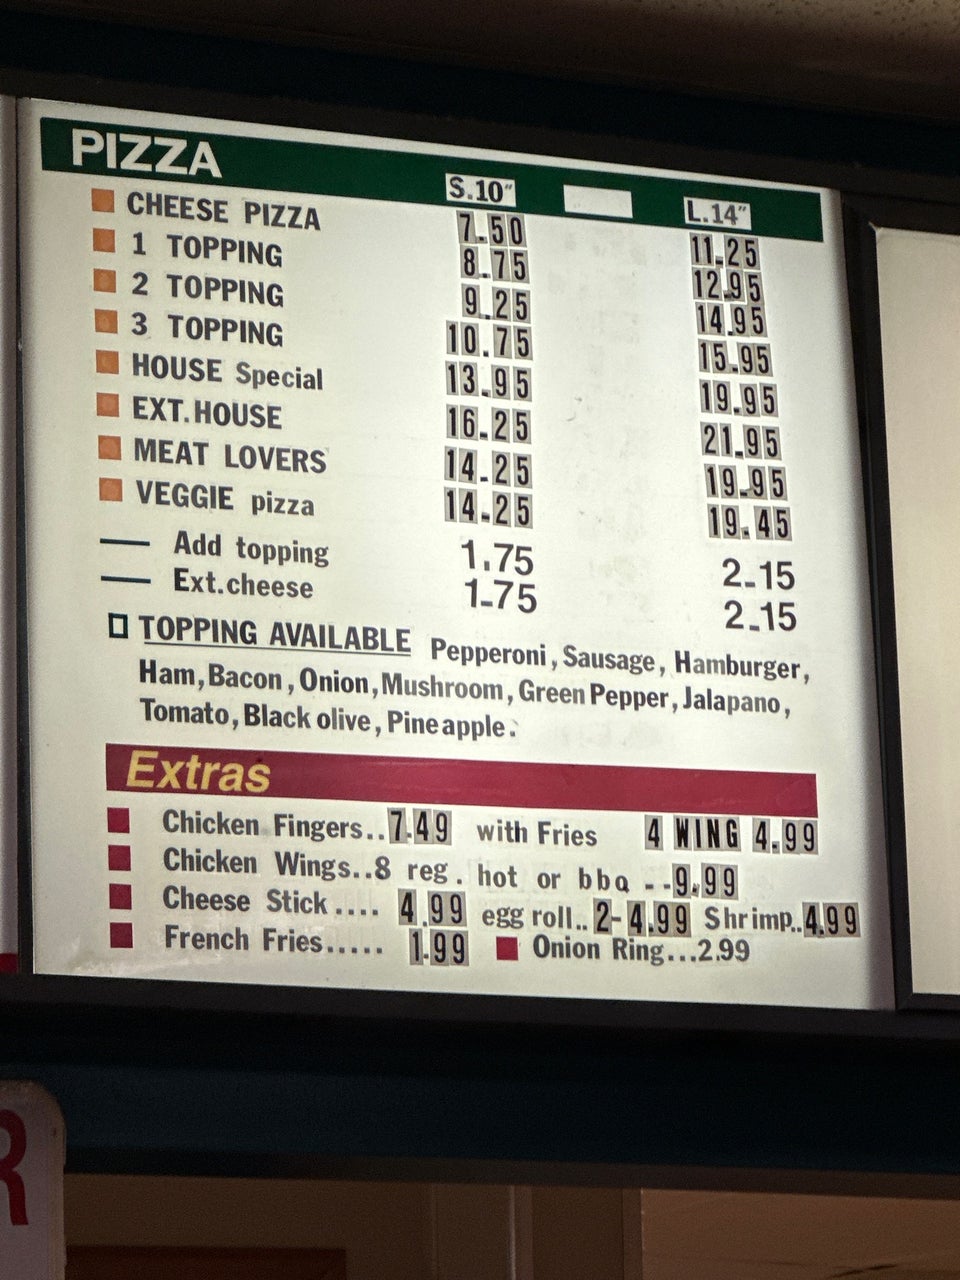 PIZZA S.10″ L.14″
CHEESE PIZZA 7.50 11.25
1 TOPPING 8.75 12.95
2 TOPPING 9.25 14.95
3 TOPPING 10.75 15.95
HOUSE Special 13.95 19.95
EXT.HOUSE 16.25 21.95
MEAT LOVERS 14.25 19.95
VEGGIE pizza 14.25 19.45
— Add topping 1.75 2.15
— Ext.cheese 1.75 2.15
TOPPING AVAILABLE Pepperoni, Sausage, Hamburger,
Ham, Bacon, Onion, Mushroom, Green Pepper, Jalapano,
Tomato, Black olive, Pineapple.
Extras
Chicken Fingers..7.49 with Fries 4 WING 4.99
Chicken Wings..8 reg. hot or bbq --9.99
Cheese Stick.... 4.99 egg roll..2-4.99 Shrimp..4.99
French Fries..... 1.99 Onion Ring...2.99
R